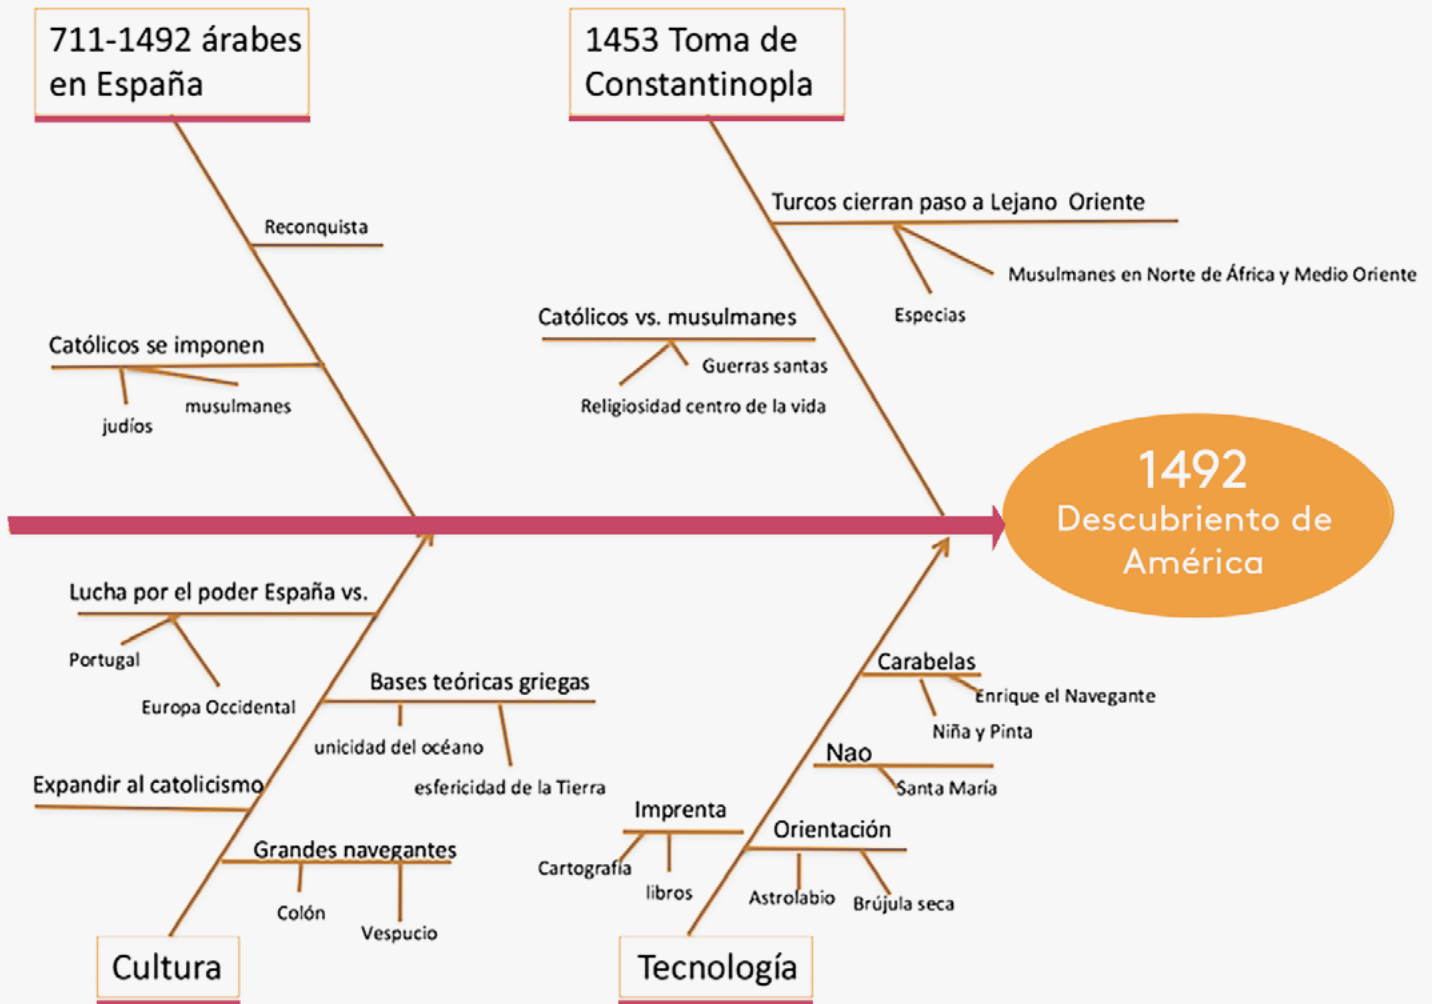 711-1492 árabes
en España
Reconquista
Católicos se imponen
musulmanes
judíos
1453 Toma de
Constantinopla
Turcos cierran paso a Lejano Oriente
Musulmanes en Norte de África y Medio Oriente
Especias
Católicos vs. musulmanes
Guerras santas
Religiosidad centro de la vida
1492
Descubriento de
América
Lucha por el poder España vs.
Portugal
Europa Occidental
Bases teóricas griegas
unicidad del océano
esfericidad de la Tierra
Expandir al catolicismo
Grandes navegantes
Colón
Vespucio
Cultura
Carabelas
Enrique el Navegante
Niña y Pinta
Nao
Santa María
Imprenta
Cartografía
libros
Orientación
Astrolabio
Brújula seca
Tecnología